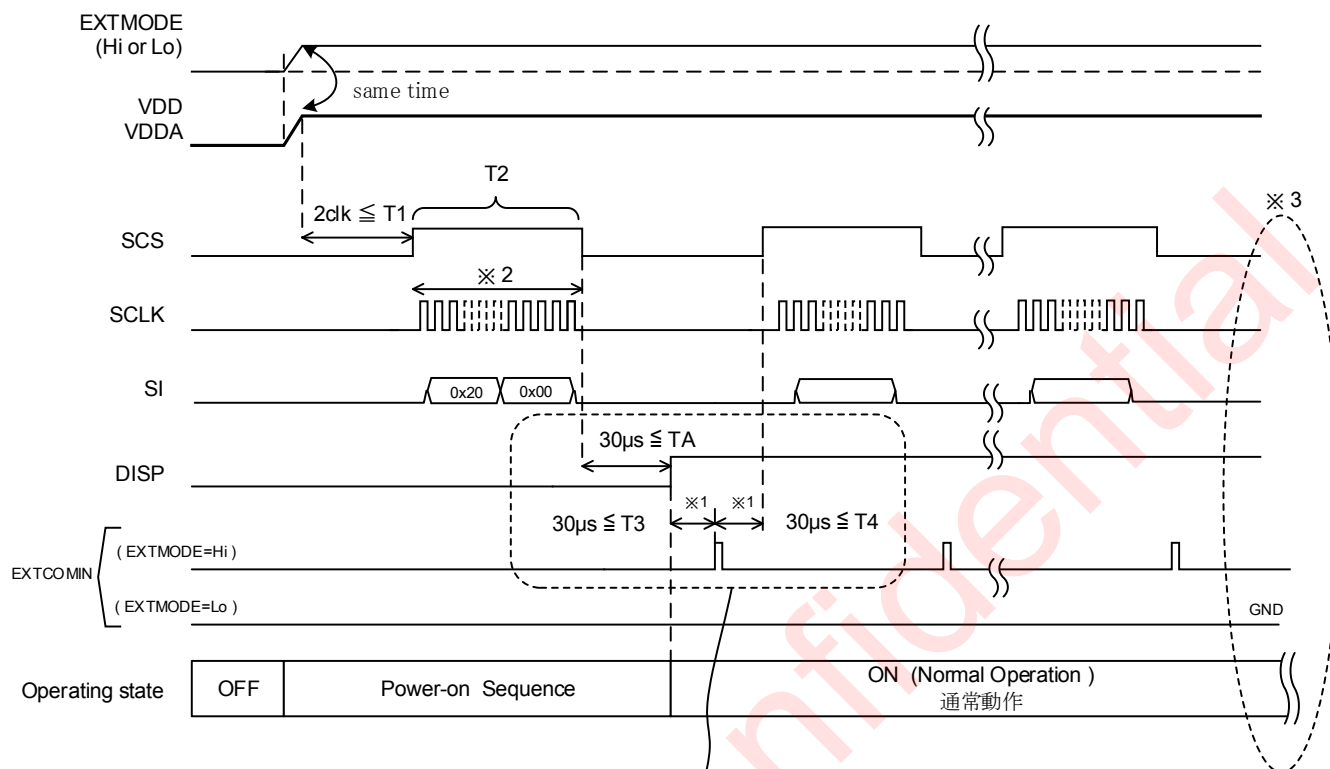 EXTMODE
(Hi or Lo)
same time
VDD
VDDA
T2
2clk ≦ T1
※ 3
SCS
※ 2
SCLK
SI
0x20
0x00
30µs ≦ TA
DISP
※1
※1
30µs ≦ T3
30µs ≦ T4
EXTCOMIN
( EXTMODE=Hi )
( EXTMODE=Lo )
GND
Operating state
OFF
Power-on Sequence
ON (Normal Operation )
通常動作
nfidential